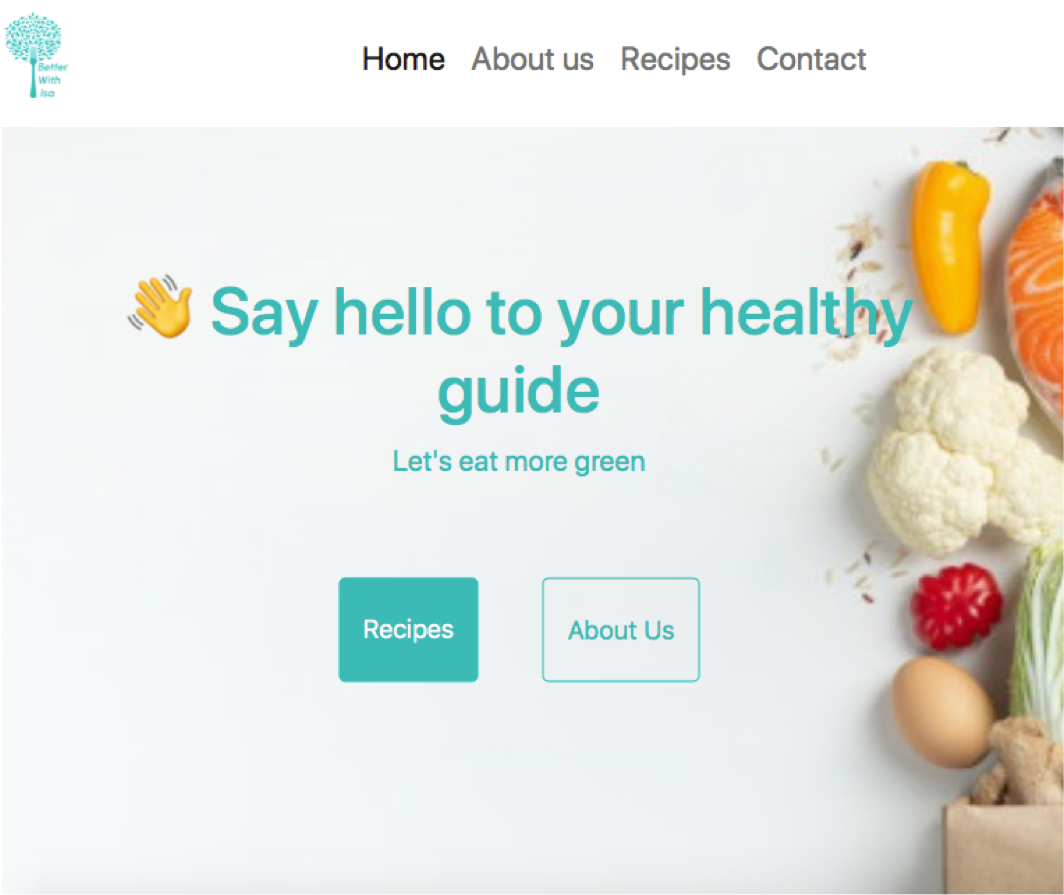 Better
With
Isa
Home About us Recipes Contact
👋 Say hello to your healthy
guide
Let's eat more green
Recipes About Us